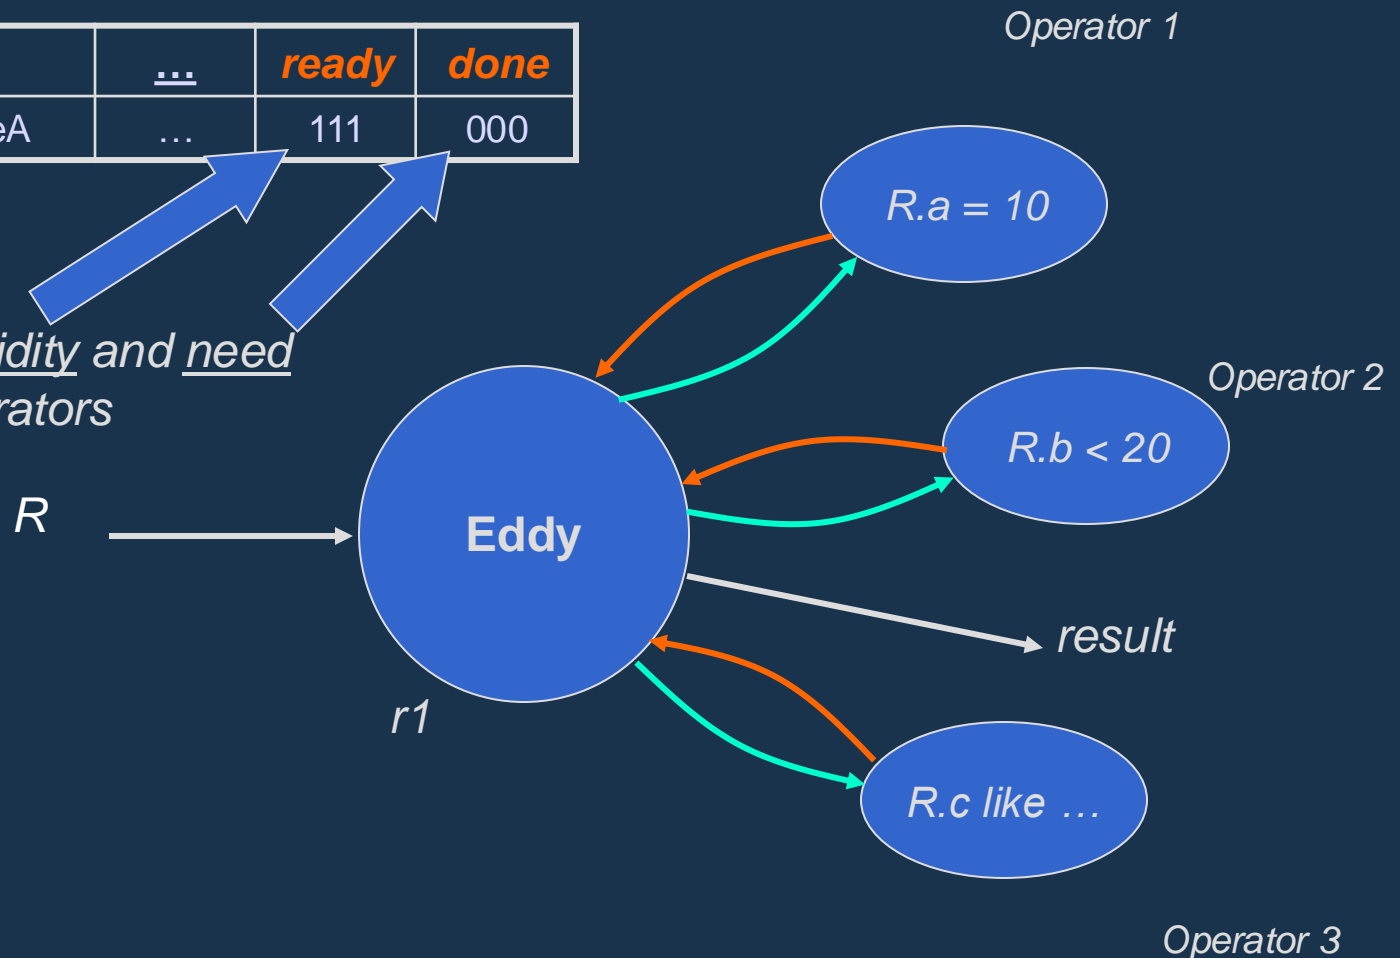 Operator 1
… ready done
eA … 111 000
R.a = 10
idity and need
rators
Operator 2
R.b < 20
R
Eddy
result
r1
R.c like …
Operator 3